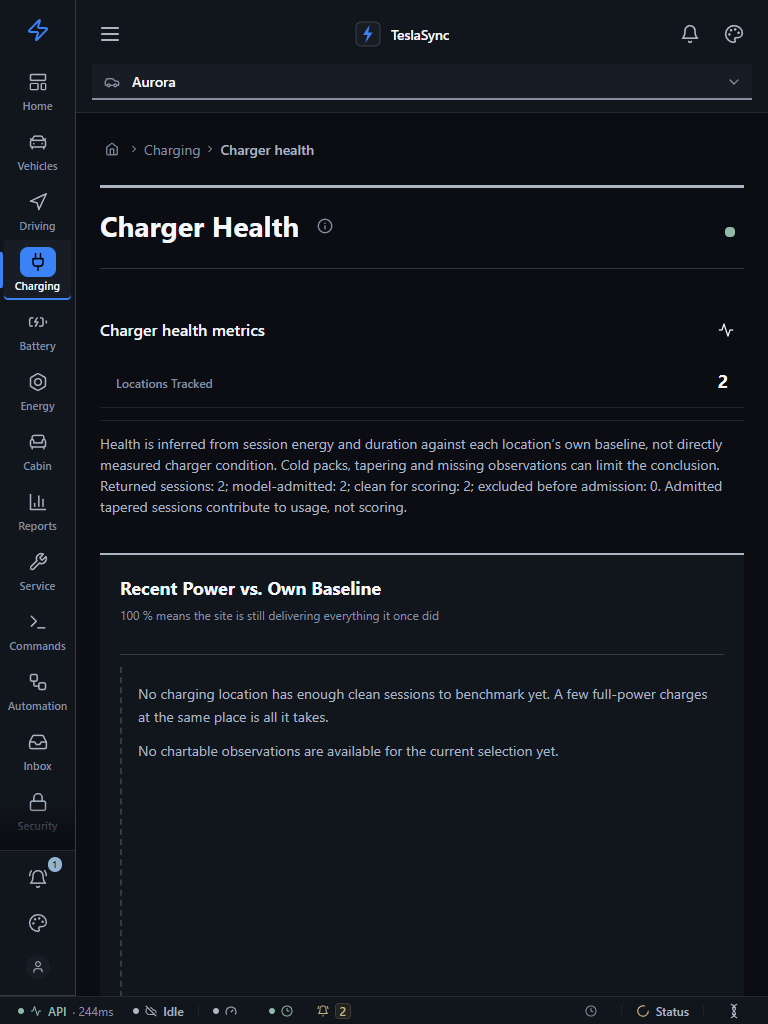 TeslaSync
Aurora
Home
Vehicles
Driving
Charging
Battery
Energy
Cabin
Reports
Service
Commands
Automation
Inbox
Security
1
Charging
Charger health
Charger Health
Charger health metrics
Locations Tracked
2
Health is inferred from session energy and duration against each location’s own baseline, not directly
measured charger condition. Cold packs, tapering and missing observations can limit the conclusion.
Returned sessions: 2; model-admitted: 2; clean for scoring: 2; excluded before admission: 0. Admitted
tapered sessions contribute to usage, not scoring.
Recent Power vs. Own Baseline
100 % means the site is still delivering everything it once did
No charging location has enough clean sessions to benchmark yet. A few full-power charges
at the same place is all it takes.
No chartable observations are available for the current selection yet.
API · 244ms
Idle
2
Status